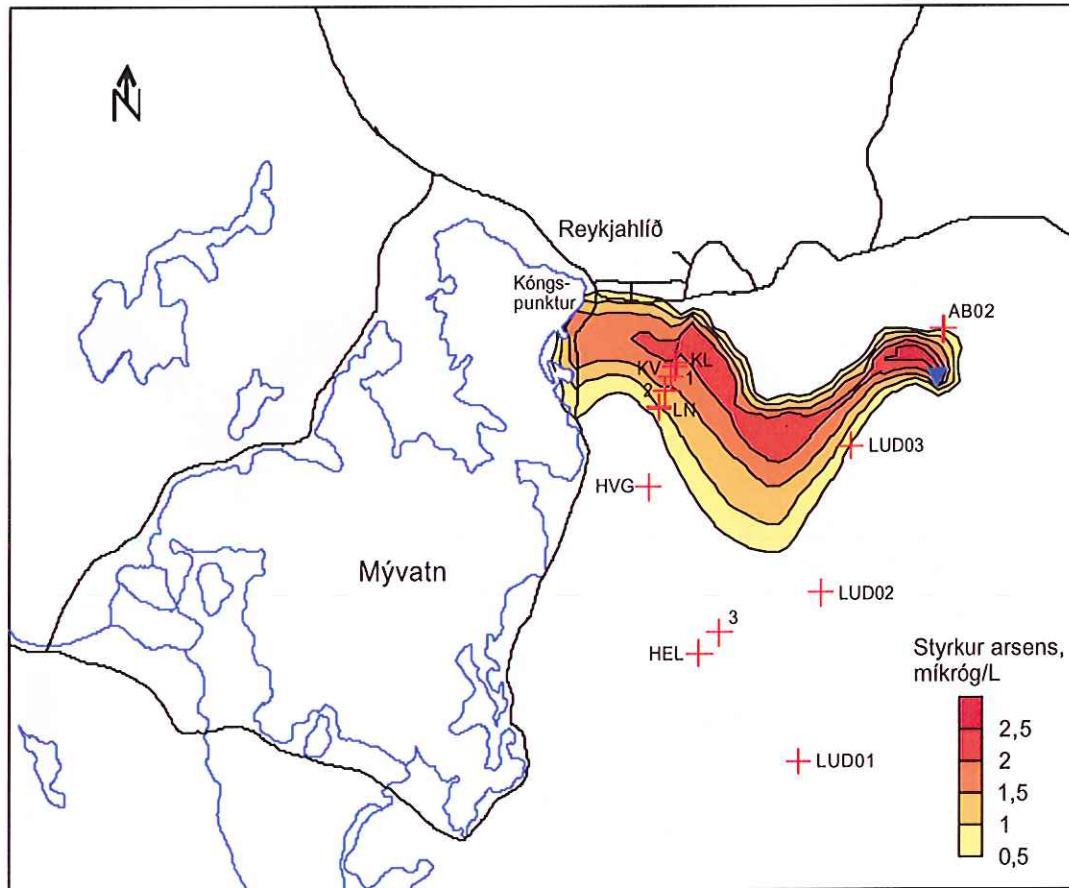 N
Reykjahlíð
Kóngs-
punktur
AB02
KV
KL
1
2
LN
LUD03
HVG
Mývatn
LUD02
3
HEL
LUD01
Styrkur arsens,
míkróg/L
2,5
2
1,5
1
0,5